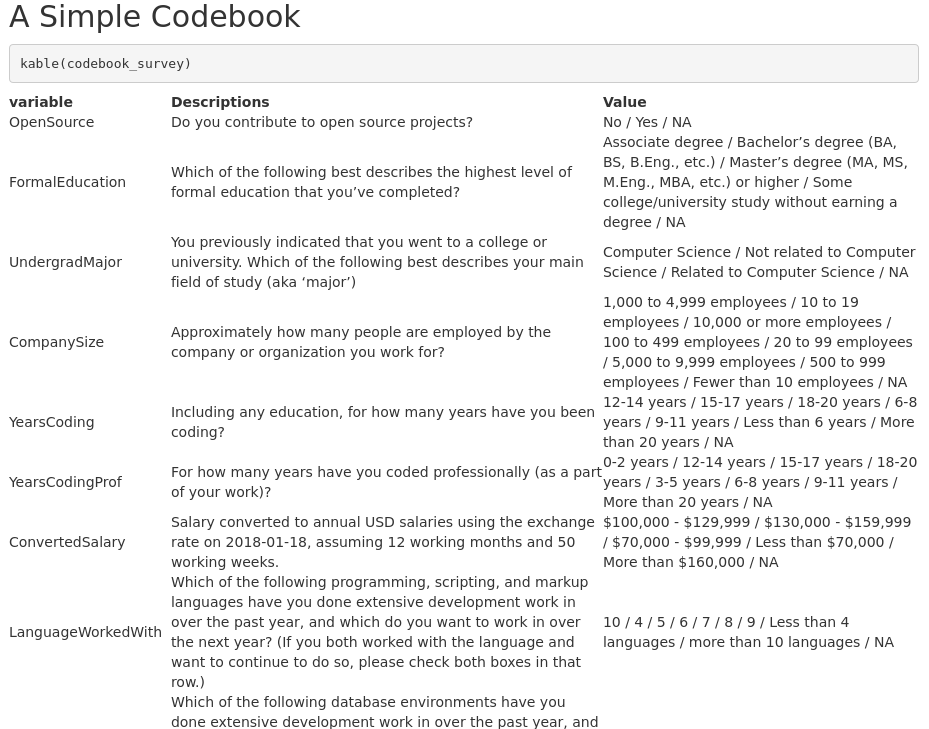 A Simple Codebook
kable(codebook_survey)
variable Descriptions Value
OpenSource Do you contribute to open source projects? No / Yes / NA
FormalEducation
Which of the following best describes the highest level of
formal education that you’ve completed?
Associate degree / Bachelor’s degree (BA,
BS, B.Eng., etc.) / Master’s degree (MA, MS,
M.Eng., MBA, etc.) or higher / Some
college/university study without earning a
degree / NA
UndergradMajor
You previously indicated that you went to a college or
university. Which of the following best describes your main
field of study (aka ‘major’)
Computer Science / Not related to Computer
Science / Related to Computer Science / NA
CompanySize
Approximately how many people are employed by the
company or organization you work for?
1,000 to 4,999 employees / 10 to 19
employees / 10,000 or more employees /
100 to 499 employees / 20 to 99 employees
/ 5,000 to 9,999 employees / 500 to 999
employees / Fewer than 10 employees / NA
YearsCoding
Including any education, for how many years have you been
coding?
12-14 years / 15-17 years / 18-20 years / 6-8
years / 9-11 years / Less than 6 years / More
than 20 years / NA
YearsCodingProf
For how many years have you coded professionally (as a part
of your work)?
0-2 years / 12-14 years / 15-17 years / 18-20
years / 3-5 years / 6-8 years / 9-11 years /
More than 20 years / NA
ConvertedSalary
Salary converted to annual USD salaries using the exchange
rate on 2018-01-18, assuming 12 working months and 50
working weeks.
$100,000 - $129,999 / $130,000 - $159,999
/ $70,000 - $99,999 / Less than $70,000 /
More than $160,000 / NA
LanguageWorkedWith
Which of the following programming, scripting, and markup
languages have you done extensive development work in
over the past year, and which do you want to work in over
the next year? (If you both worked with the language and
want to continue to do so, please check both boxes in that
row.)
10 / 4 / 5 / 6 / 7 / 8 / 9 / Less than 4
languages / more than 10 languages / NA
Which of the following database environments have you
done extensive development work in over the past year, and